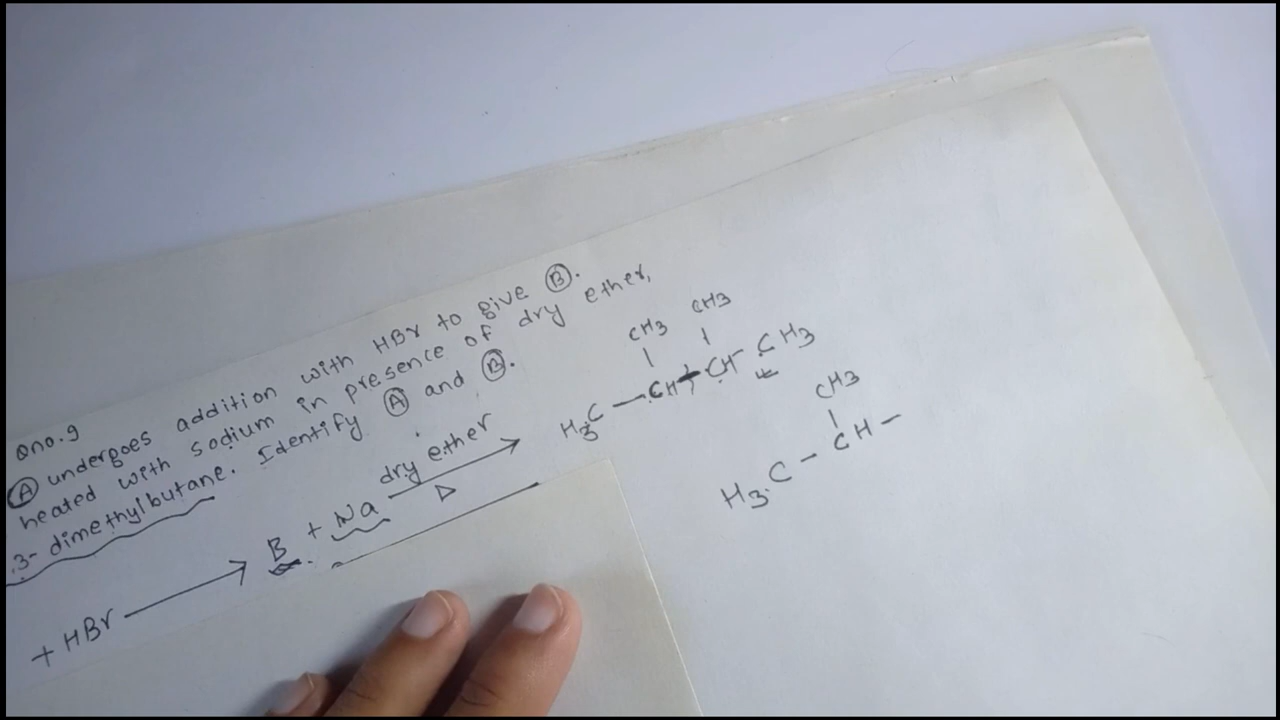 Qno.9
Ⓐ undergoes addition with HBr to give Ⓑ.
heated with sodium in presence of dry ether,
.3-dimethylbutane. Identify Ⓐ and Ⓑ.
+ HBr ⟶ B + Na dry ether ⟶ Δ
CH3 CH3
H3C — CH — CH — CH3
CH3
H3C — CH —